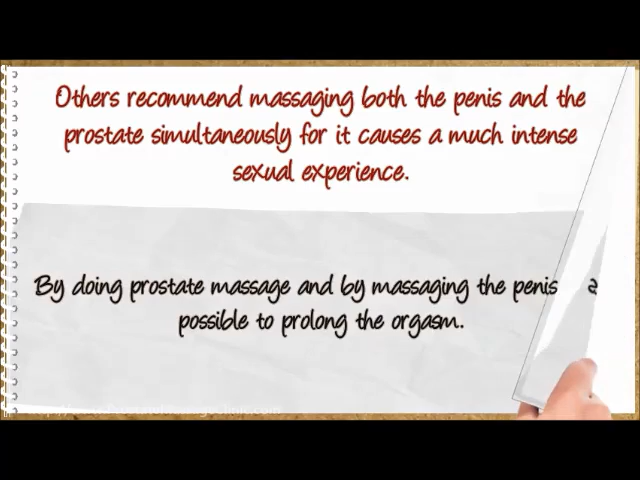 Others recommend massaging both the penis and the
prostate simultaneously for it causes a much intense
sexual experience.
By doing prostate massage and by massaging the penis
possible to prolong the orgasm.